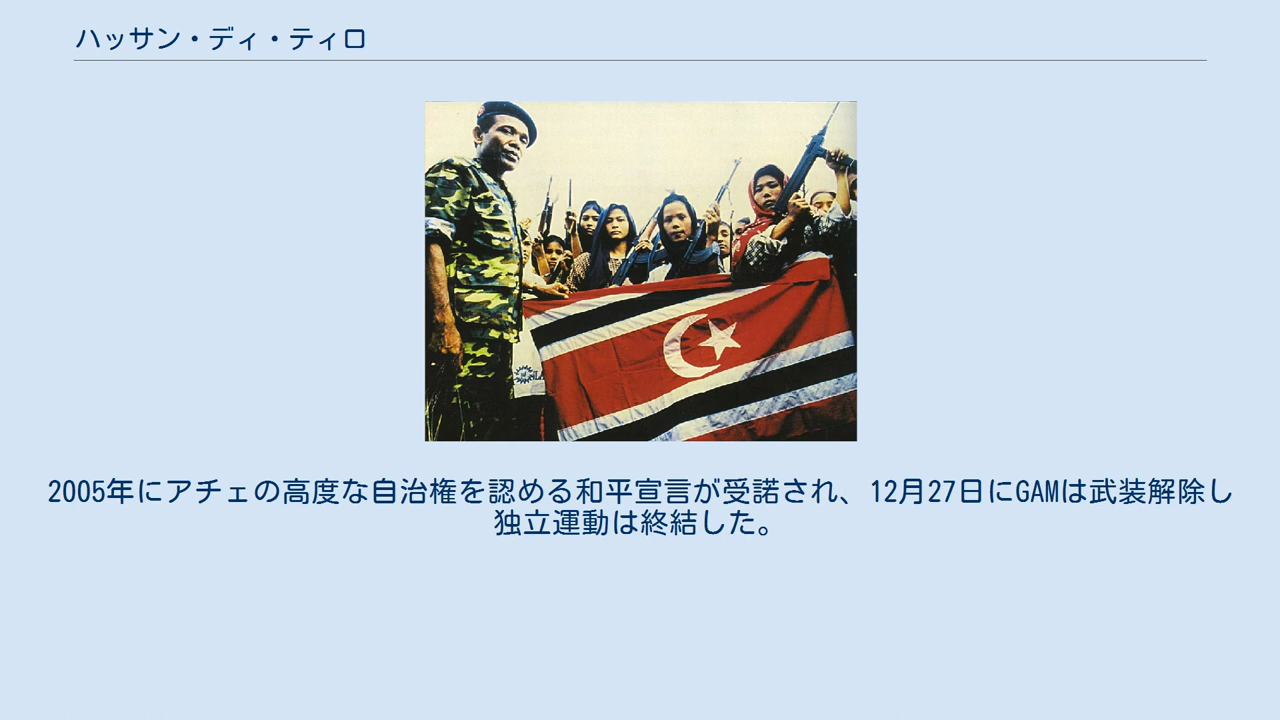 ハッサン・ディ・ティロ
2005年にアチェの高度な自治権を認める和平宣言が受諾され、12月27日にGAMは武装解除し
独立運動は終結した。